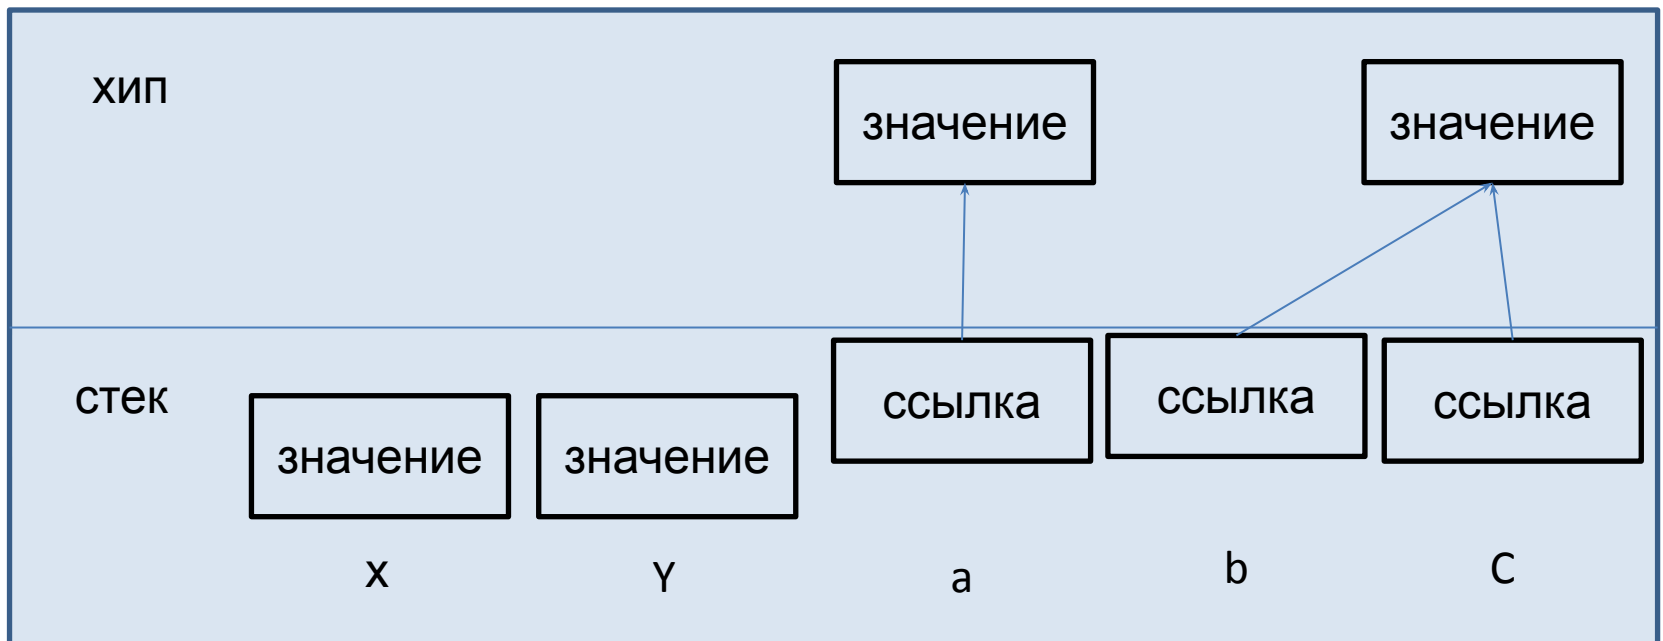 хип
значение
значение
стек
значение
значение
ссылка
ссылка
ссылка
x
Y
a
b
C